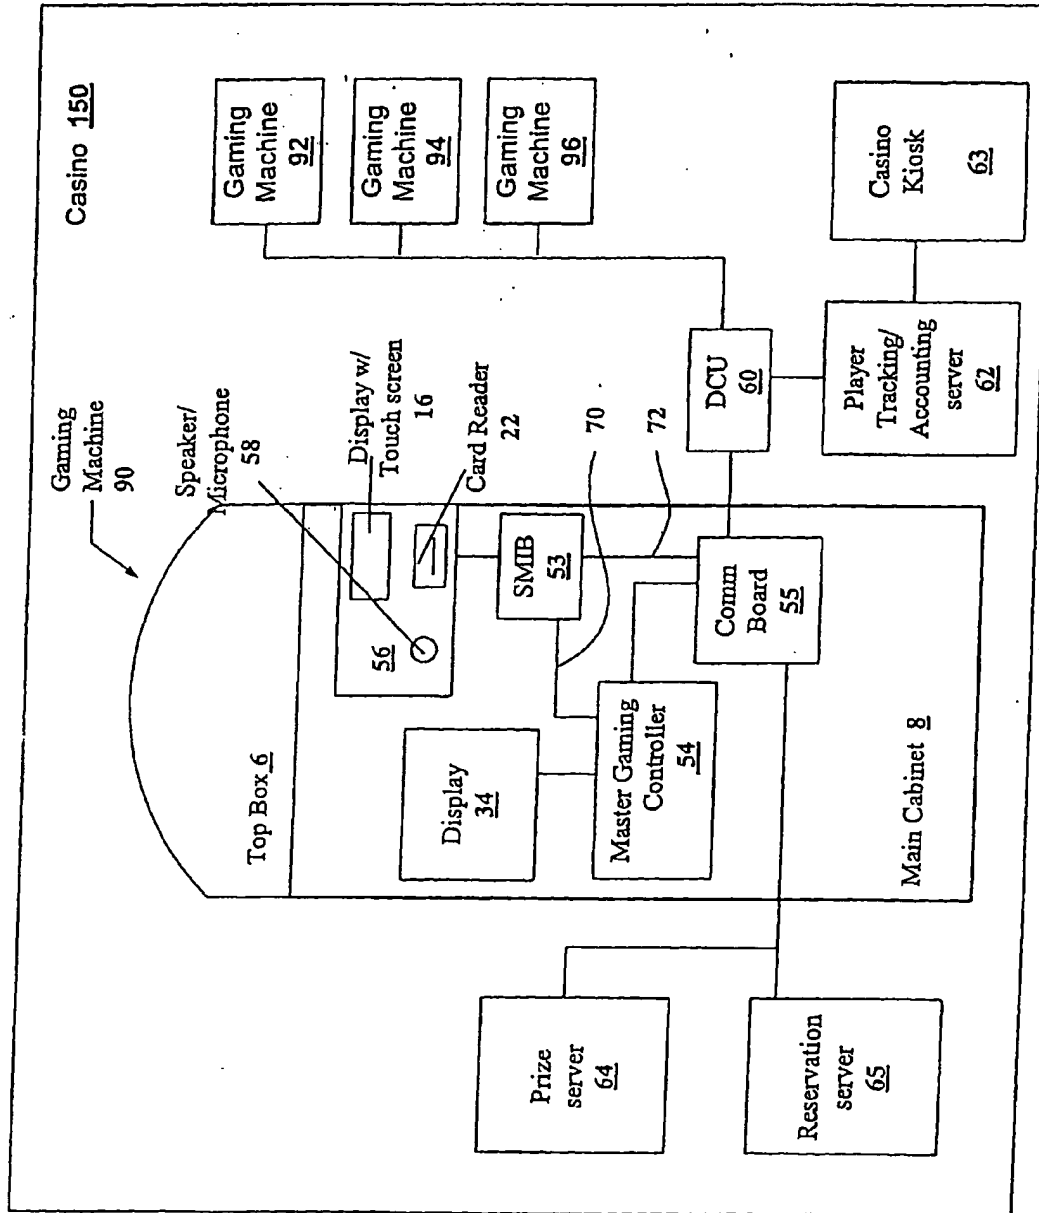 Casino 150
Gaming
Machine
90
Speaker/
Microphone
58
Display w/
Touch screen
16
Card Reader
22
70
72
Gaming
Machine
92
Gaming
Machine
94
Gaming
Machine
96
Top Box 6
56
Display
34
SMIB
53
Master Gaming
Controller
54
Comm
Board
55
Main Cabinet 8
DCU
60
Player
Tracking/
Accounting
server
62
Casino
Kiosk
63
Prize
server
64
Reservation
server
65